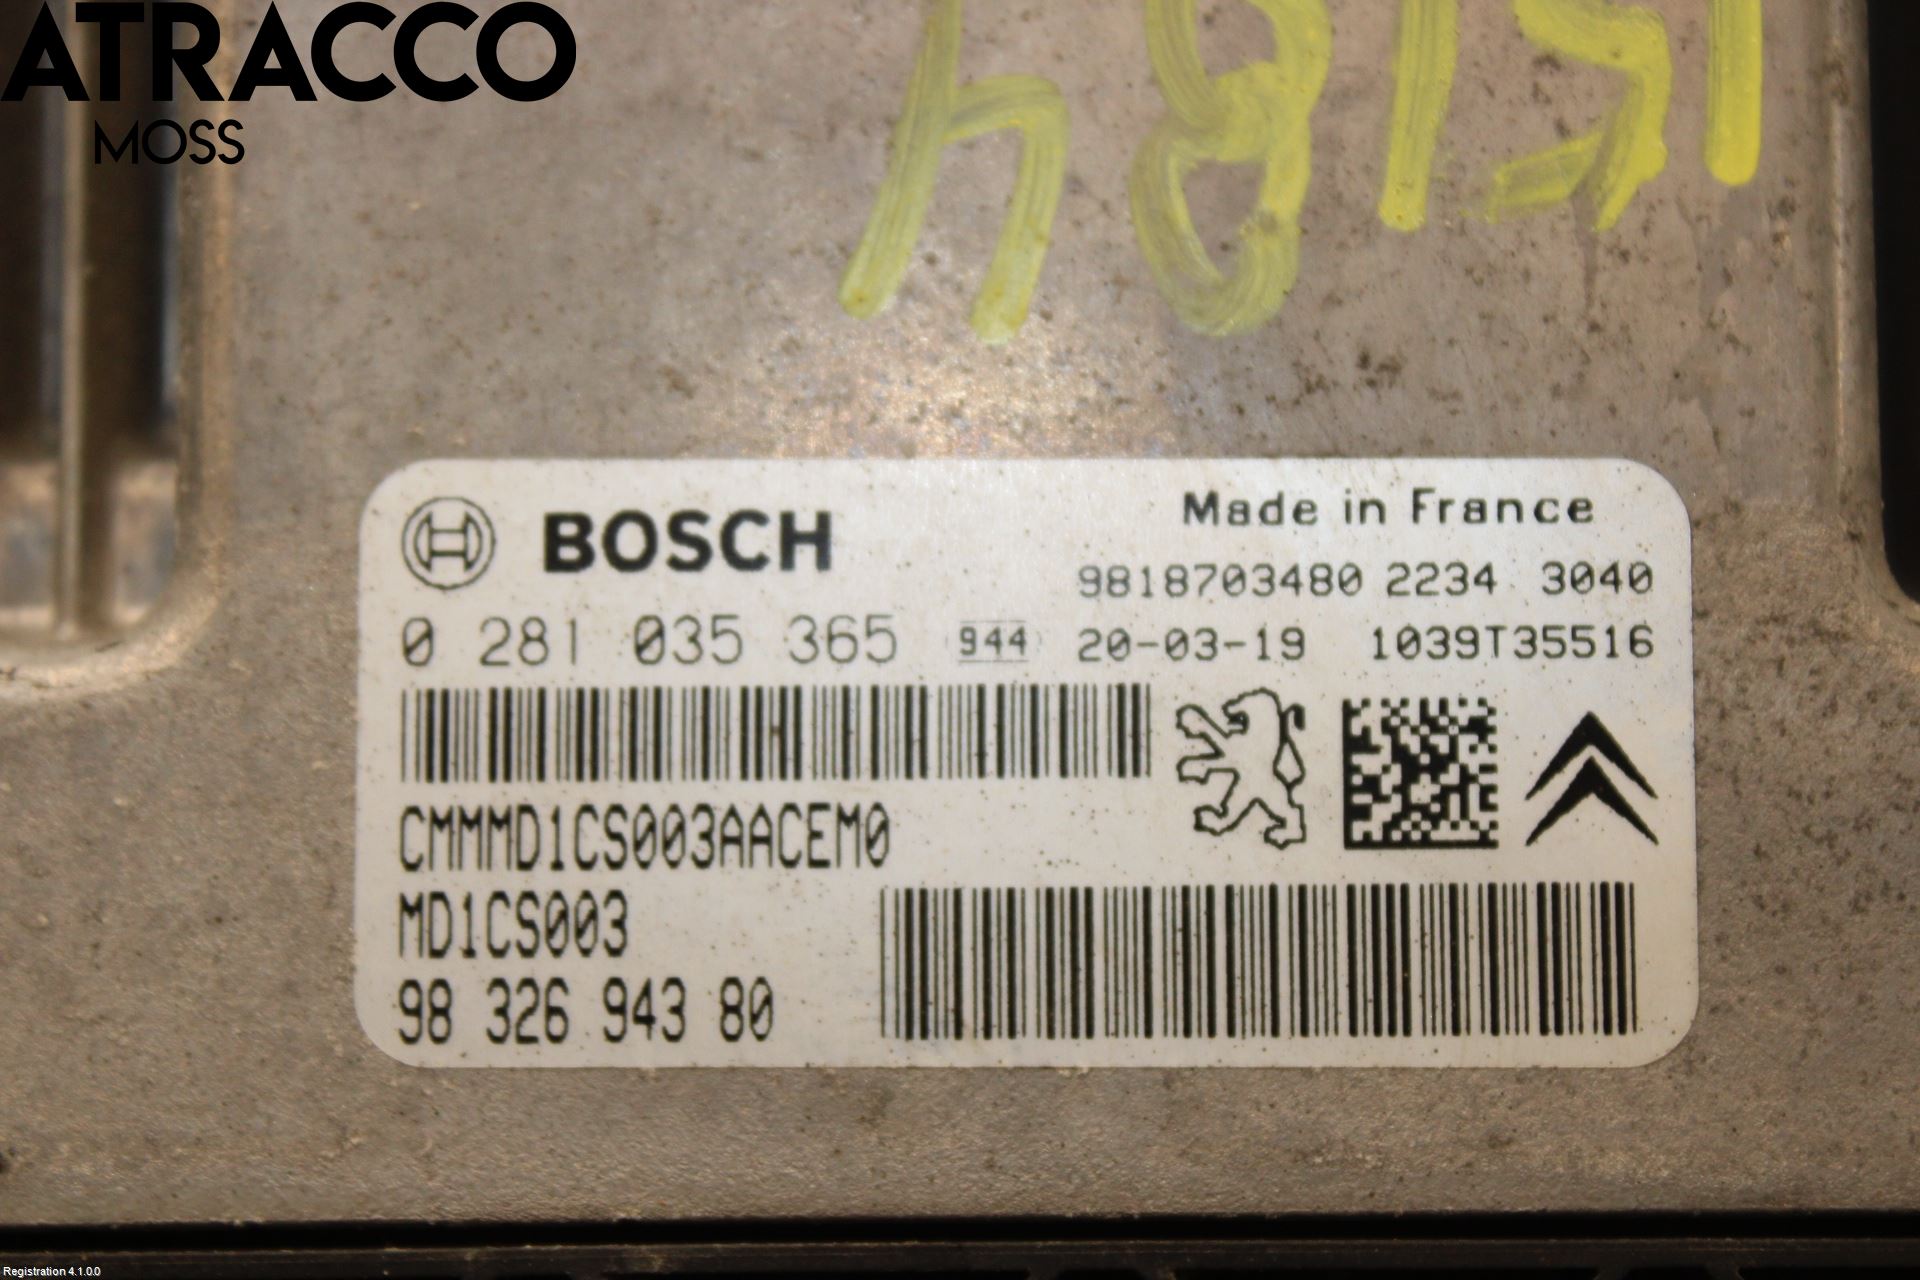 ATRACCO
MOSS
15184
BOSCH
Made in France
9818703480 2234 3040
0 281 035 365 944 20-03-19 1039T35516
CMMMD1CS003AACEM0
MD1CS003
98 326 943 80
Registration 4.1.0.0